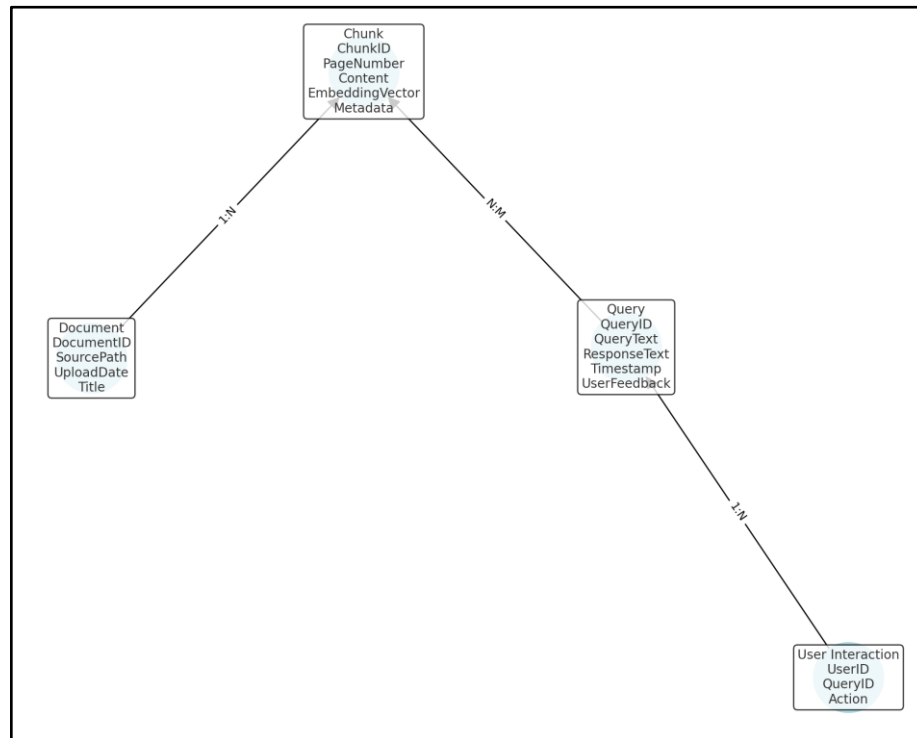 Chunk
ChunkID
PageNumber
Content
EmbeddingVector
Metadata
1:N
N:M
Document
DocumentID
SourcePath
UploadDate
Title
Query
QueryID
QueryText
ResponseText
Timestamp
UserFeedback
1:N
User Interaction
UserID
QueryID
Action